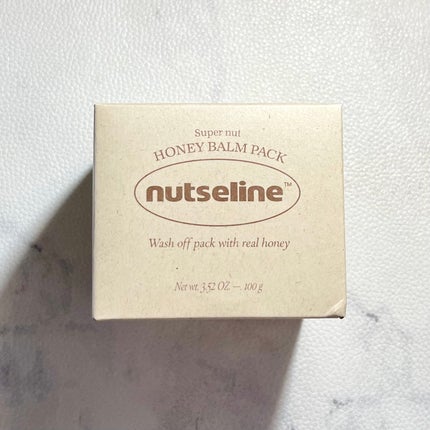 Super nut
HONEY BALM PACK
nutseline™
Wash off pack with real honey
Net wt. 3.52 OZ — 100 g